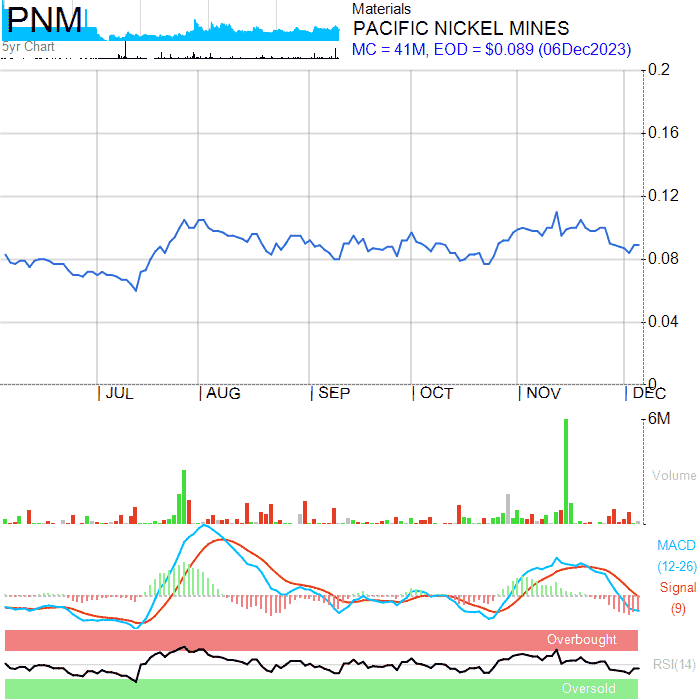 PNM
5yr Chart
Materials
PACIFIC NICKEL MINES
MC = 41M, EOD = $0.089 (06Dec2023)
0.2
0.16
0.12
0.08
0.04
0
JUL AUG SEP OCT NOV DEC
6M
Volume
MACD
(12-26)
Signal
(9)
Overbought
RSI(14)
Oversold